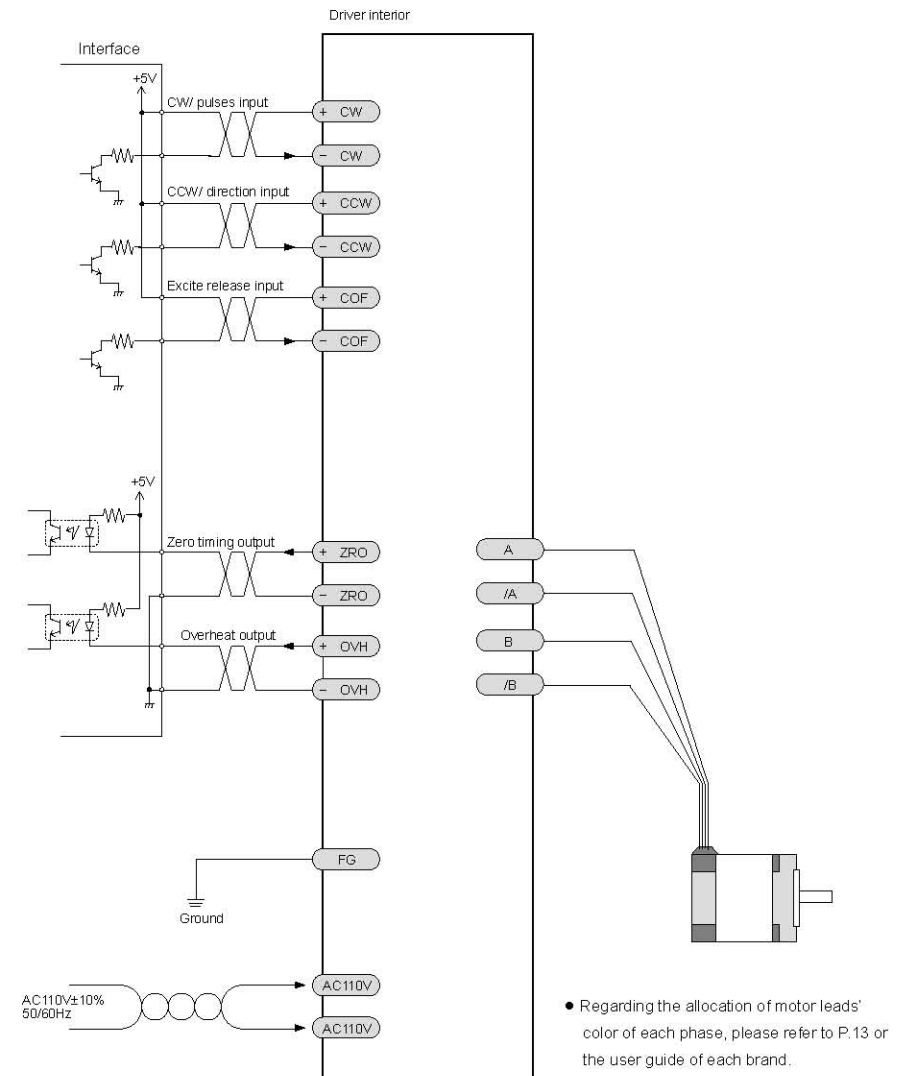 Driver interior
Interface
+5V
CW/ pulses input
+ CW
− CW
CCW/ direction input
+ CCW
− CCW
Excite release input
+ COF
− COF
+5V
Zero timing output
+ ZRO
− ZRO
Overheat output
+ OVH
− OVH
A
/A
B
/B
FG
Ground
AC110V±10%
50/60Hz
AC110V
AC110V
● Regarding the allocation of motor leads'
color of each phase, please refer to P.13 or
the user guide of each brand.